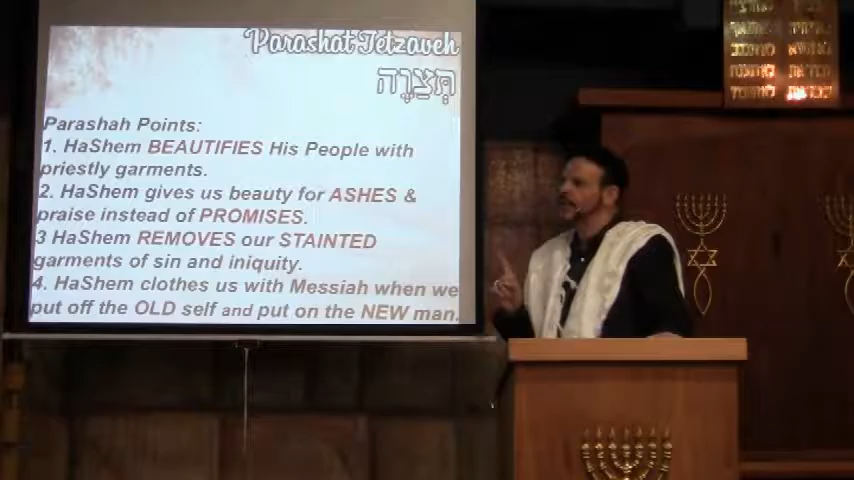 Parashat Tetzaveh
תְּצַוֶּה
Parashah Points:
1. HaShem BEAUTIFIES His People with
priestly garments.
2. HaShem gives us beauty for ASHES &
praise instead of PROMISES.
3 HaShem REMOVES our STAINTED
garments of sin and iniquity.
4. HaShem clothes us with Messiah when we
put off the OLD self and put on the NEW man.